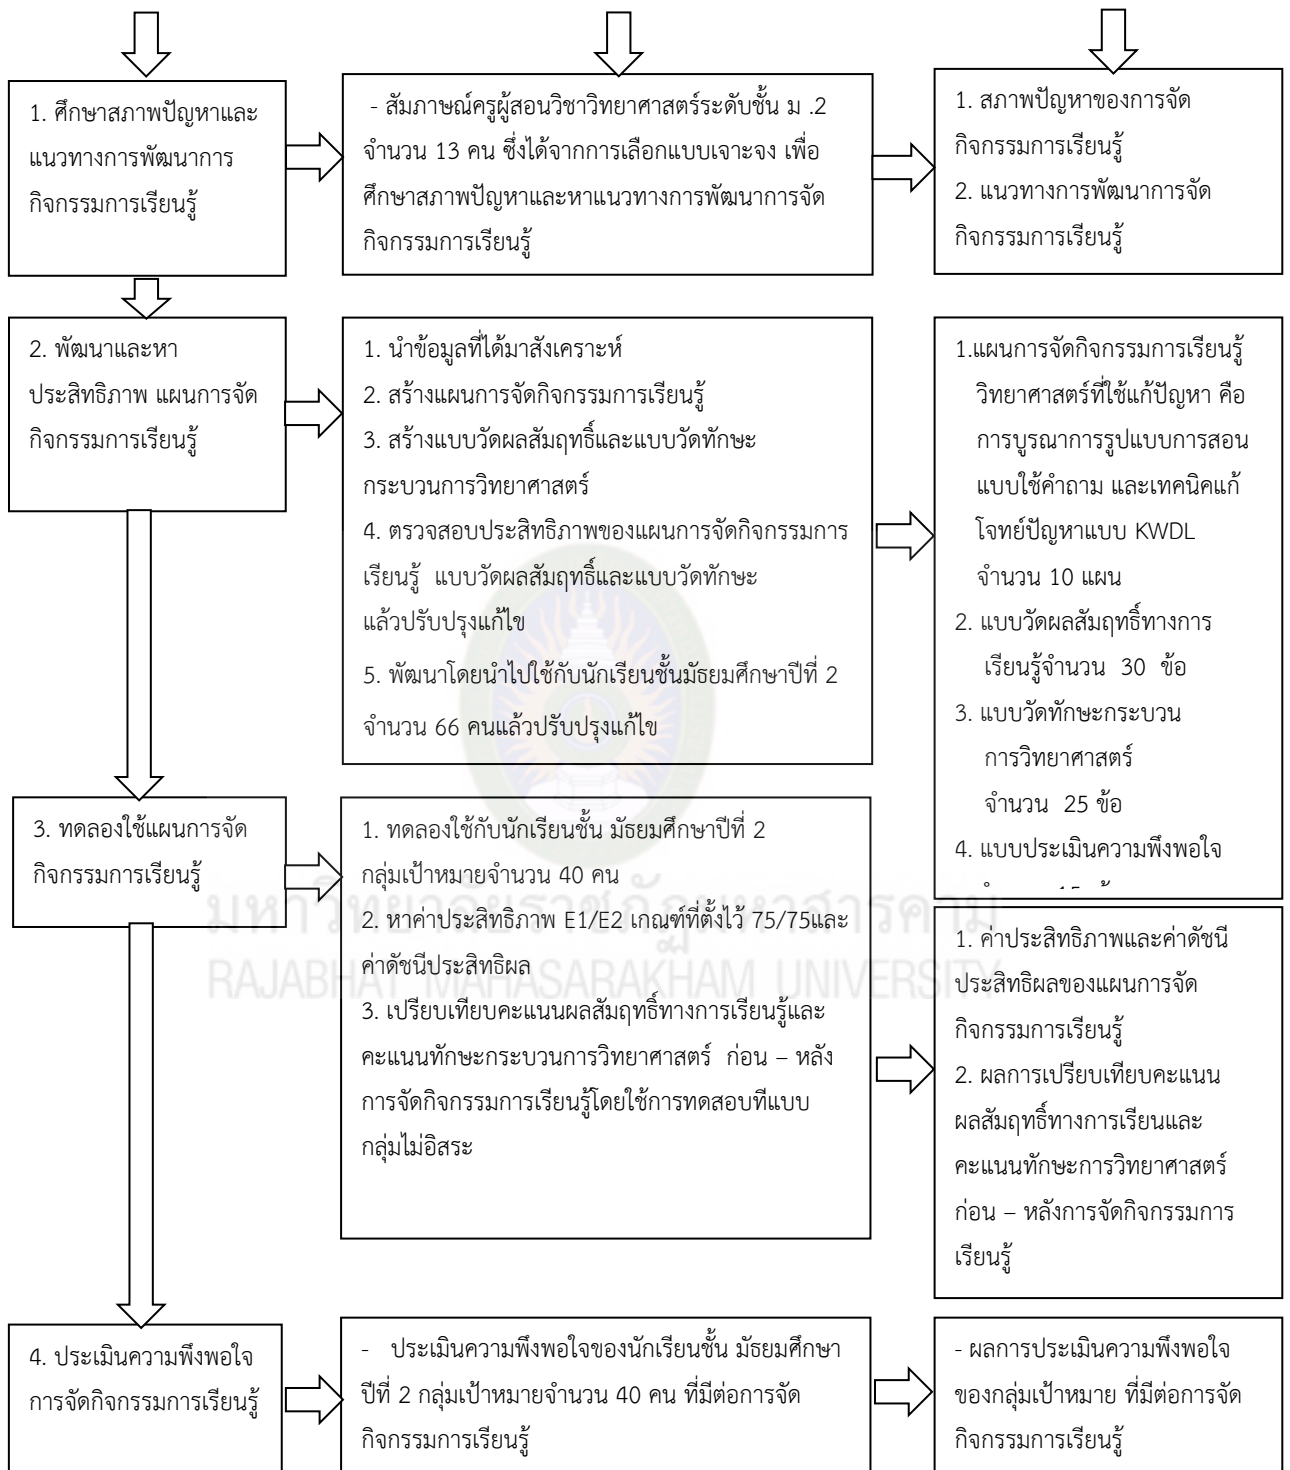 1. ศึกษาสภาพปัญหาและ
แนวทางการพัฒนาการ
กิจกรรมการเรียนรู้
- สัมภาษณ์ครูผู้สอนวิชาวิทยาศาสตร์ระดับชั้น ม .2
จำนวน 13 คน ซึ่งได้จากการเลือกแบบเจาะจง เพื่อ
ศึกษาสภาพปัญหาและหาแนวทางการพัฒนาการจัด
กิจกรรมการเรียนรู้
1. สภาพปัญหาของการจัด
กิจกรรมการเรียนรู้
2. แนวทางการพัฒนาการจัด
กิจกรรมการเรียนรู้
2. พัฒนาและหา
ประสิทธิภาพ แผนการจัด
กิจกรรมการเรียนรู้
1. นำข้อมูลที่ได้มาสังเคราะห์
2. สร้างแผนการจัดกิจกรรมการเรียนรู้
3. สร้างแบบวัดผลสัมฤทธิ์และแบบวัดทักษะ
กระบวนการวิทยาศาสตร์
4. ตรวจสอบประสิทธิภาพของแผนการจัดกิจกรรมการ
เรียนรู้ แบบวัดผลสัมฤทธิ์และแบบวัดทักษะ
แล้วปรับปรุงแก้ไข
5. พัฒนาโดยนำไปใช้กับนักเรียนชั้นมัธยมศึกษาปีที่ 2
จำนวน 66 คนแล้วปรับปรุงแก้ไข
1.แผนการจัดกิจกรรมการเรียนรู้
วิทยาศาสตร์ที่ใช้แก้ปัญหา คือ
การบูรณาการรูปแบบการสอน
แบบใช้คำถาม และเทคนิคแก้
โจทย์ปัญหาแบบ KWDL
จำนวน 10 แผน
2. แบบวัดผลสัมฤทธิ์ทางการ
เรียนรู้จำนวน 30 ข้อ
3. แบบวัดทักษะกระบวน
การวิทยาศาสตร์
จำนวน 25 ข้อ
4. แบบประเมินความพึงพอใจ
3. ทดลองใช้แผนการจัด
กิจกรรมการเรียนรู้
1. ทดลองใช้กับนักเรียนชั้น มัธยมศึกษาปีที่ 2
กลุ่มเป้าหมายจำนวน 40 คน
2. หาค่าประสิทธิภาพ E1/E2 เกณฑ์ที่ตั้งไว้ 75/75และ
ค่าดัชนีประสิทธิผล
3. เปรียบเทียบคะแนนผลสัมฤทธิ์ทางการเรียนรู้และ
คะแนนทักษะกระบวนการวิทยาศาสตร์ ก่อน – หลัง
การจัดกิจกรรมการเรียนรู้โดยใช้การทดสอบทีแบบ
กลุ่มไม่อิสระ
1. ค่าประสิทธิภาพและค่าดัชนี
ประสิทธิผลของแผนการจัด
กิจกรรมการเรียนรู้
2. ผลการเปรียบเทียบคะแนน
ผลสัมฤทธิ์ทางการเรียนและ
คะแนนทักษะการวิทยาศาสตร์
ก่อน – หลังการจัดกิจกรรมการ
เรียนรู้
มหาวิทยาลัยราชภัฏมหาสารคาม
RAJABHAT MAHASARAKHAM UNIVERSITY
4. ประเมินความพึงพอใจ
การจัดกิจกรรมการเรียนรู้
- ประเมินความพึงพอใจของนักเรียนชั้น มัธยมศึกษา
ปีที่ 2 กลุ่มเป้าหมายจำนวน 40 คน ที่มีต่อการจัด
กิจกรรมการเรียนรู้
- ผลการประเมินความพึงพอใจ
ของกลุ่มเป้าหมาย ที่มีต่อการจัด
กิจกรรมการเรียนรู้